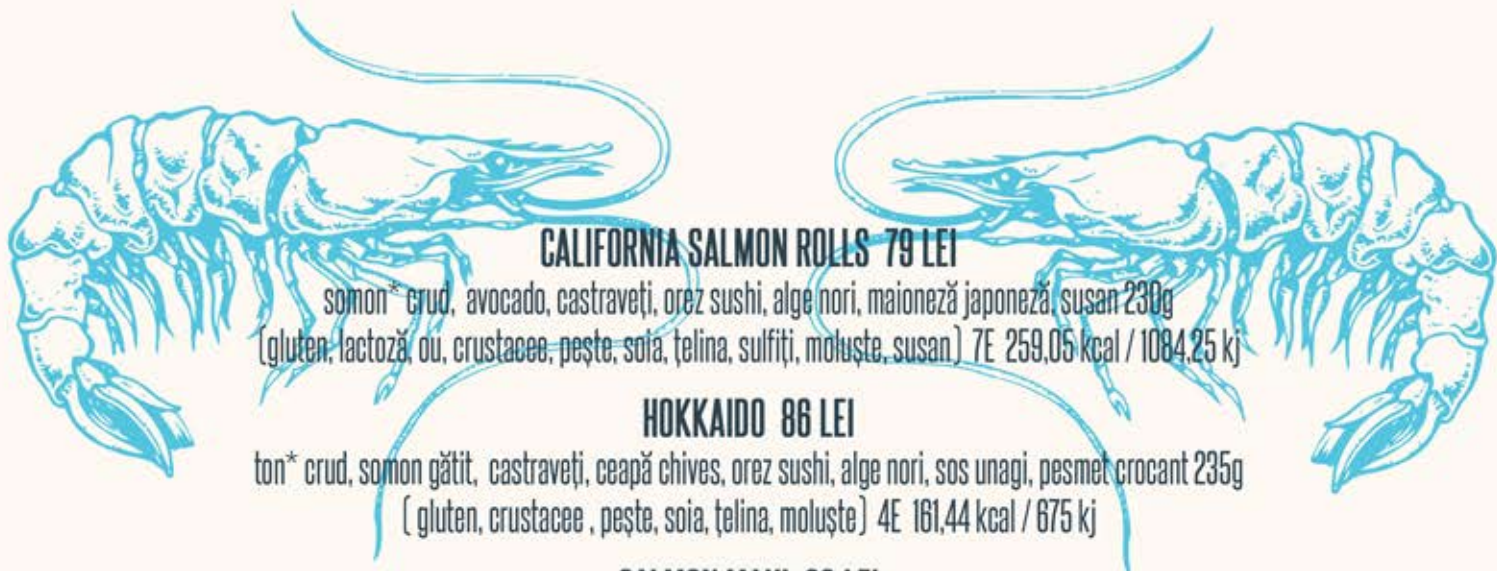 CALIFORNIA SALMON ROLLS 79 LEI
somon* crud, avocado, castraveți, orez sushi, alge nori, maioneză japoneză, susan 230g
(gluten, lactoză, ou, crustacee, pește, soia, țelina, sulfiți, moluște, susan) 7E 259,05 kcal / 1084,25 kj
HOKKAIDO 86 LEI
ton* crud, somon gătit, castraveți, ceapă chives, orez sushi, alge nori, sos unagi, pesmet crocant 235g
( gluten, crustacee , pește, soia, țelina, moluște) 4E 161,44 kcal / 675 kj